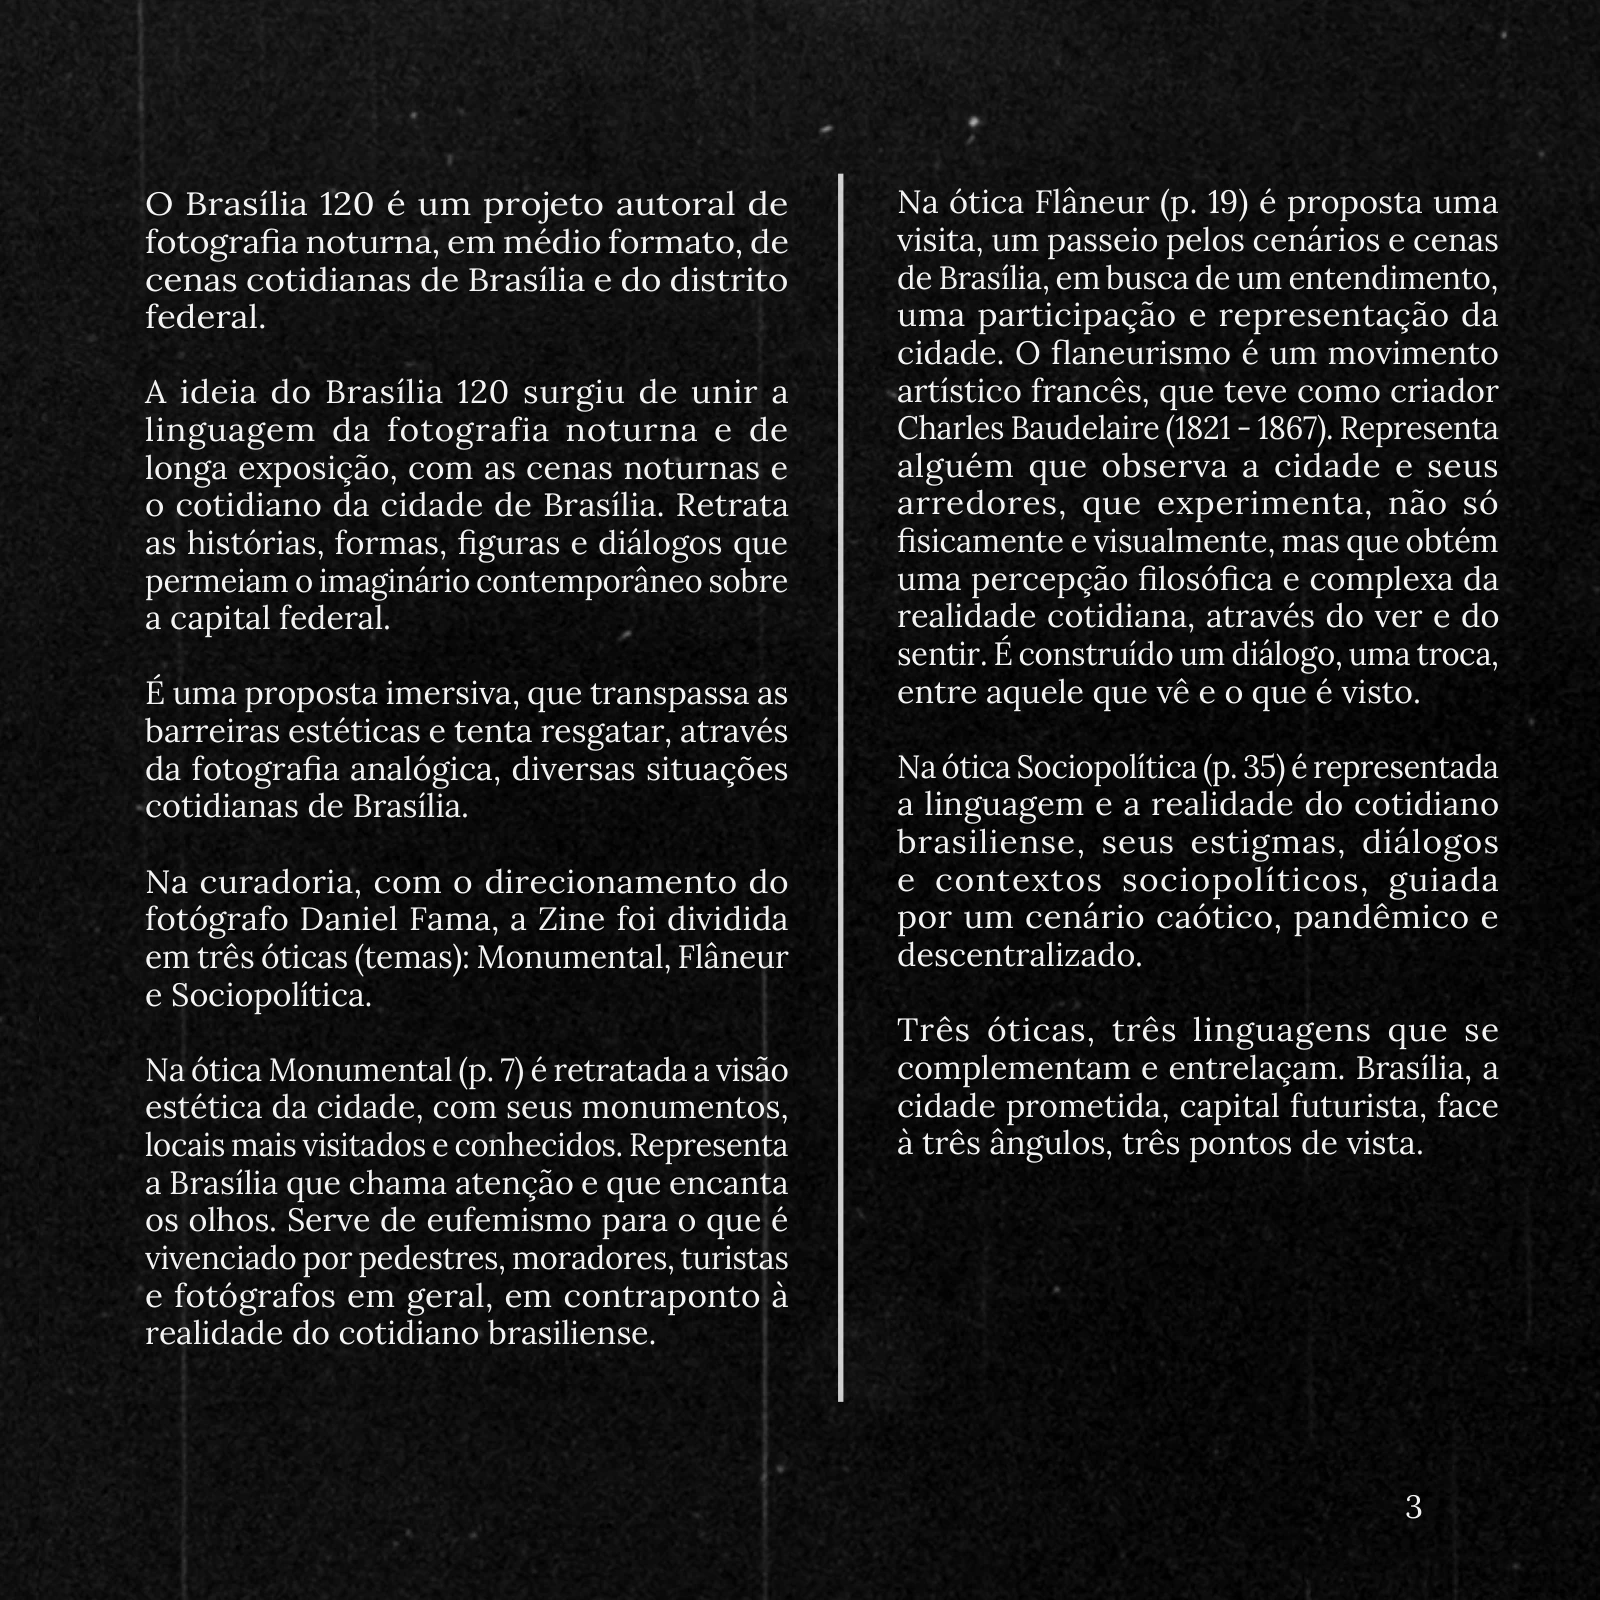 O Brasília 120 é um projeto autoral de
fotografia noturna, em médio formato, de
cenas cotidianas de Brasília e do distrito
federal.
A ideia do Brasília 120 surgiu de unir a
linguagem da fotografia noturna e de
longa exposição, com as cenas noturnas e
o cotidiano da cidade de Brasília. Retrata
as histórias, formas, figuras e diálogos que
permeiam o imaginário contemporâneo sobre
a capital federal.
É uma proposta imersiva, que transpassa as
barreiras estéticas e tenta resgatar, através
da fotografia analógica, diversas situações
cotidianas de Brasília.
Na curadoria, com o direcionamento do
fotógrafo Daniel Fama, a Zine foi dividida
em três óticas (temas): Monumental, Flâneur
e Sociopolítica.
Na ótica Monumental (p. 7) é retratada a visão
estética da cidade, com seus monumentos,
locais mais visitados e conhecidos. Representa
a Brasília que chama atenção e que encanta
os olhos. Serve de eufemismo para o que é
vivenciado por pedestres, moradores, turistas
e fotógrafos em geral, em contraponto à
realidade do cotidiano brasiliense.
Na ótica Flâneur (p. 19) é proposta uma
visita, um passeio pelos cenários e cenas
de Brasília, em busca de um entendimento,
uma participação e representação da
cidade. O flaneurismo é um movimento
artístico francês, que teve como criador
Charles Baudelaire (1821 - 1867). Representa
alguém que observa a cidade e seus
arredores, que experimenta, não só
fisicamente e visualmente, mas que obtém
uma percepção filosófica e complexa da
realidade cotidiana, através do ver e do
sentir. É construído um diálogo, uma troca,
entre aquele que vê e o que é visto.
Na ótica Sociopolítica (p. 35) é representada
a linguagem e a realidade do cotidiano
brasiliense, seus estigmas, diálogos
e contextos sociopolíticos, guiada
por um cenário caótico, pandêmico e
descentralizado.
Três óticas, três linguagens que se
complementam e entrelaçam. Brasília, a
cidade prometida, capital futurista, face
à três ângulos, três pontos de vista.
3